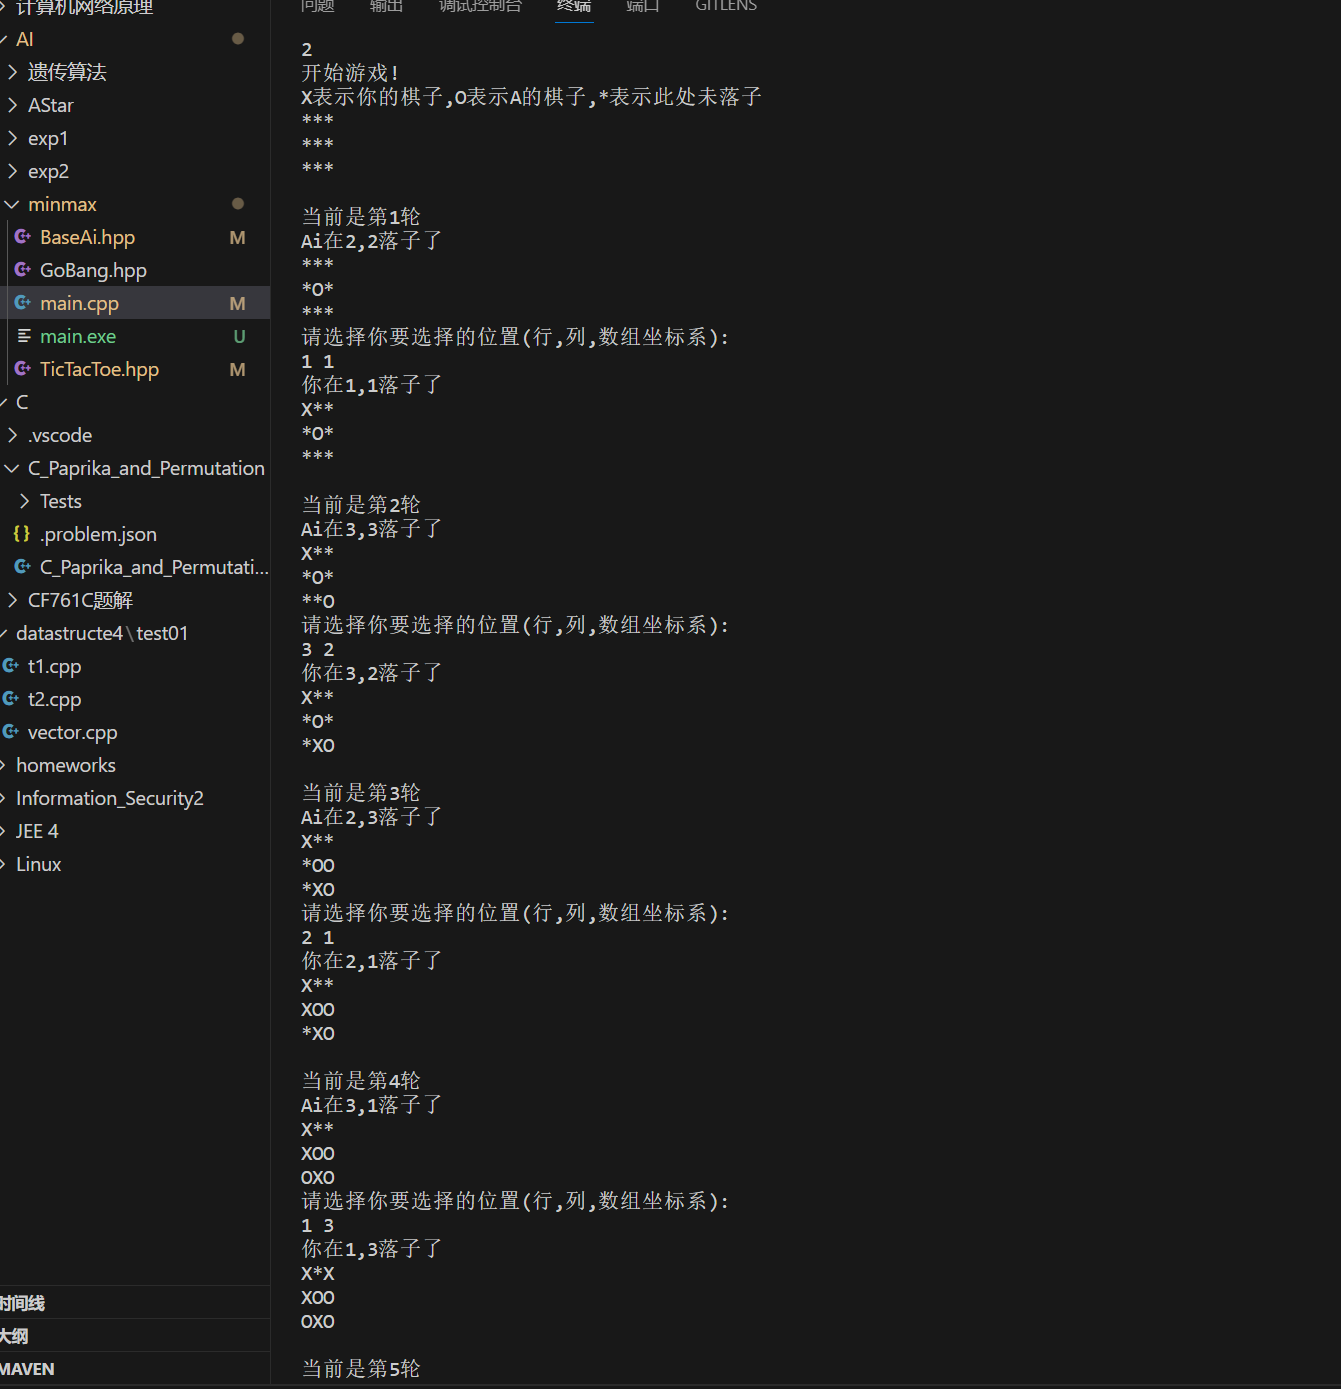 计算机网络原理
AI
遗传算法
AStar
exp1
exp2
minmax
BaseAi.hpp M
GoBang.hpp
main.cpp M
main.exe U
TicTacToe.hpp M
C
.vscode
C_Paprika_and_Permutation
Tests
{} .problem.json
C_Paprika_and_Permutati...
CF761C题解
datastructe4\test01
t1.cpp
t2.cpp
vector.cpp
homeworks
Information_Security2
JEE 4
Linux
时间线
大纲
MAVEN
问题 输出 调试控制台 终端 端口 GITLENS
2
开始游戏!
X表示你的棋子,O表示A的棋子,*表示此处未落子
***
***
***
当前是第1轮
Ai在2,2落子了
***
*O*
***
请选择你要选择的位置(行,列,数组坐标系):
1 1
你在1,1落子了
X**
*O*
***
当前是第2轮
Ai在3,3落子了
X**
*O*
**O
请选择你要选择的位置(行,列,数组坐标系):
3 2
你在3,2落子了
X**
*O*
*XO
当前是第3轮
Ai在2,3落子了
X**
*OO
*XO
请选择你要选择的位置(行,列,数组坐标系):
2 1
你在2,1落子了
X**
XOO
*XO
当前是第4轮
Ai在3,1落子了
X**
XOO
OXO
请选择你要选择的位置(行,列,数组坐标系):
1 3
你在1,3落子了
X*X
XOO
OXO
当前是第5轮